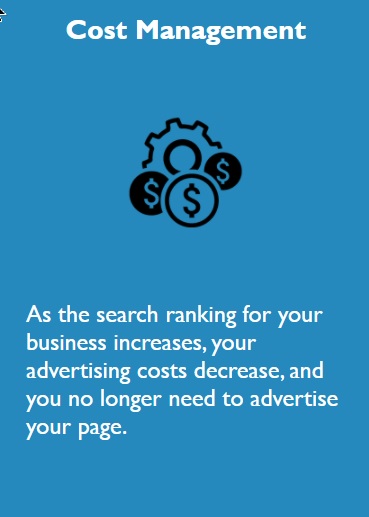 Cost Management
$
$
$
As the search ranking for your
business increases, your
advertising costs decrease, and
you no longer need to advertise
your page.